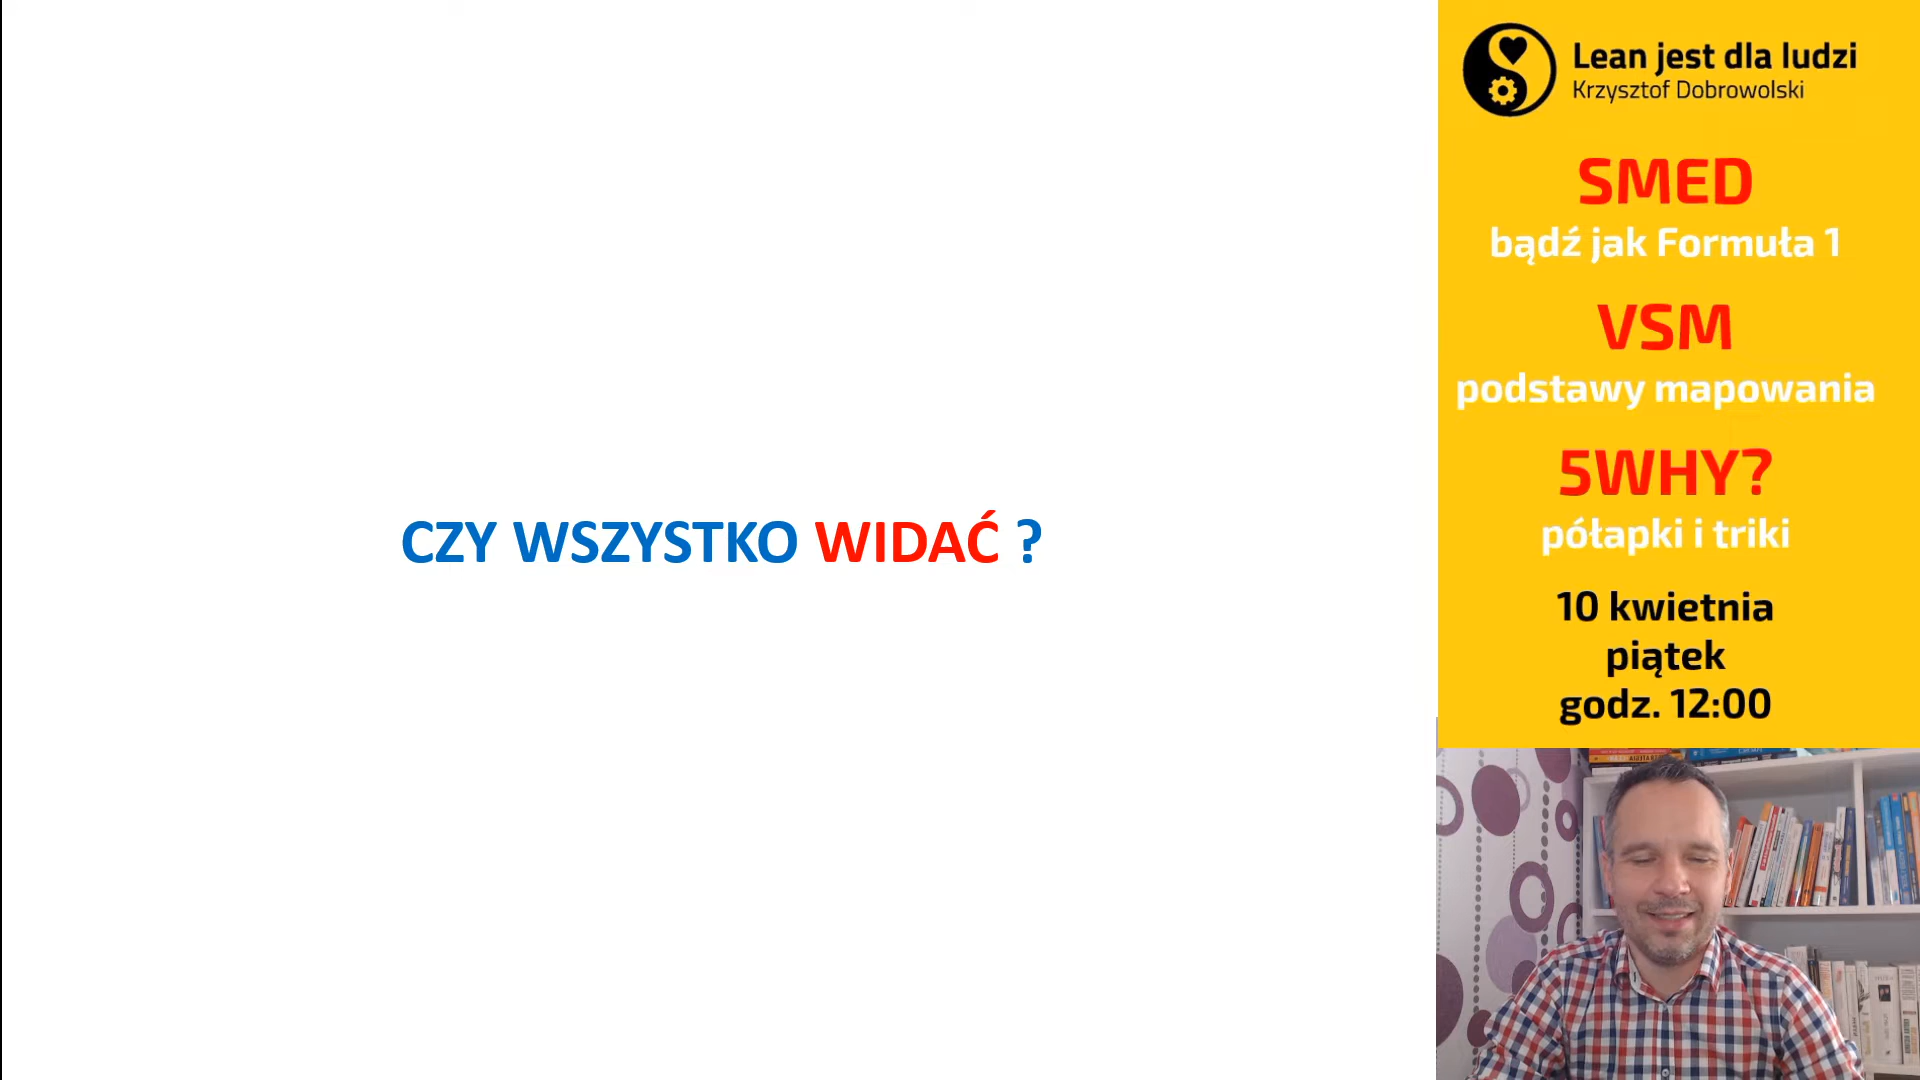 CZY WSZYSTKO WIDAĆ ?
Lean jest dla ludzi
Krzysztof Dobrowolski
SMED
bądź jak Formuła 1
VSM
podstawy mapowania
5WHY?
półapki i triki
10 kwietnia
piątek
godz. 12:00